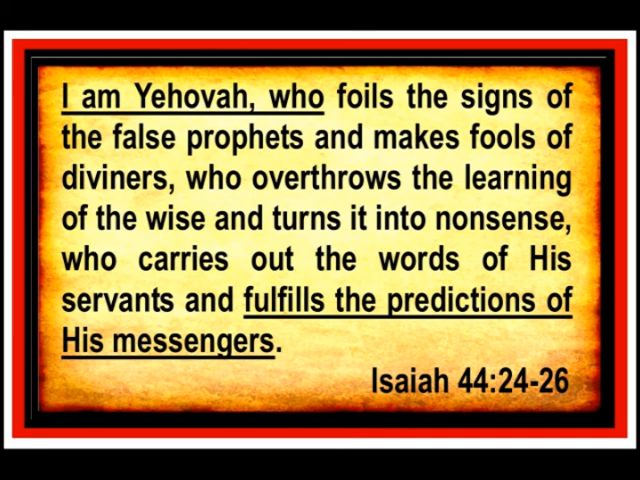 I am Yehovah, who foils the signs of
the false prophets and makes fools of
diviners, who overthrows the learning
of the wise and turns it into nonsense,
who carries out the words of His
servants and fulfills the predictions of
His messengers.
Isaiah 44:24-26